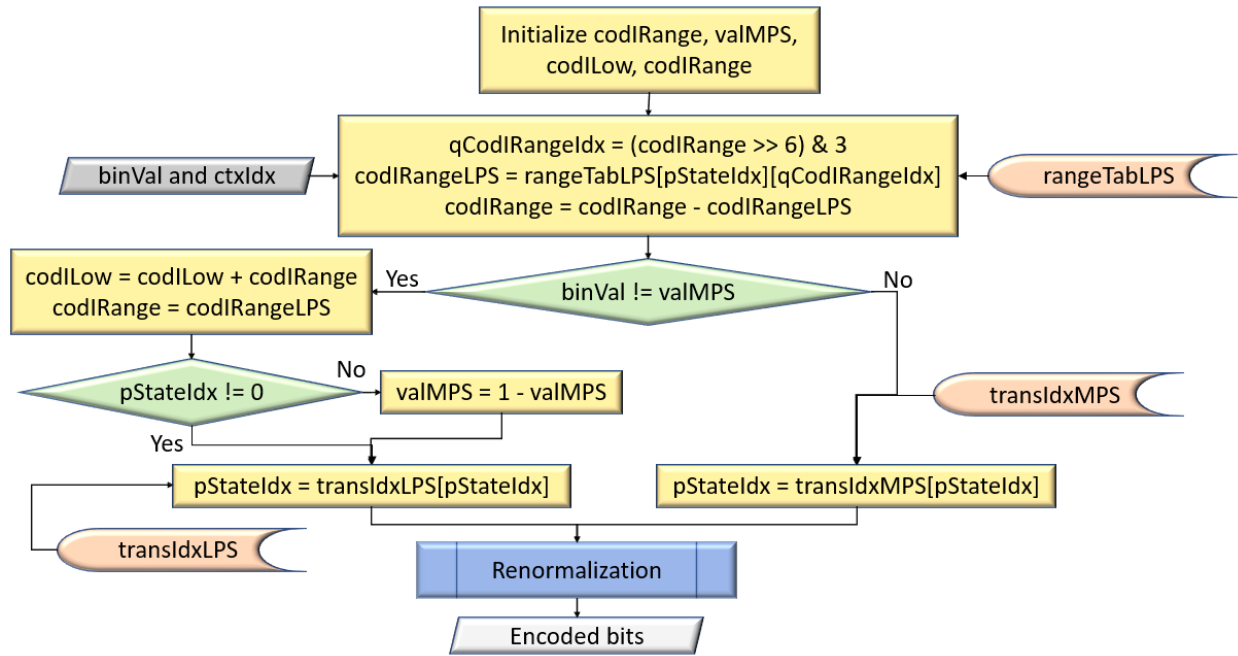 Initialize codIRange, valMPS,
codILow, codIRange
qCodIRangeIdx = (codIRange >> 6) & 3
codIRangeLPS = rangeTabLPS[pStateIdx][qCodIRangeIdx]
codIRange = codIRange - codIRangeLPS
binVal and ctxIdx
rangeTabLPS
codILow = codILow + codIRange
codIRange = codIRangeLPS
Yes
binVal != valMPS
No
pStateIdx != 0
No
valMPS = 1 - valMPS
transIdxMPS
Yes
pStateIdx = transIdxLPS[pStateIdx]
pStateIdx = transIdxMPS[pStateIdx]
transIdxLPS
Renormalization
Encoded bits